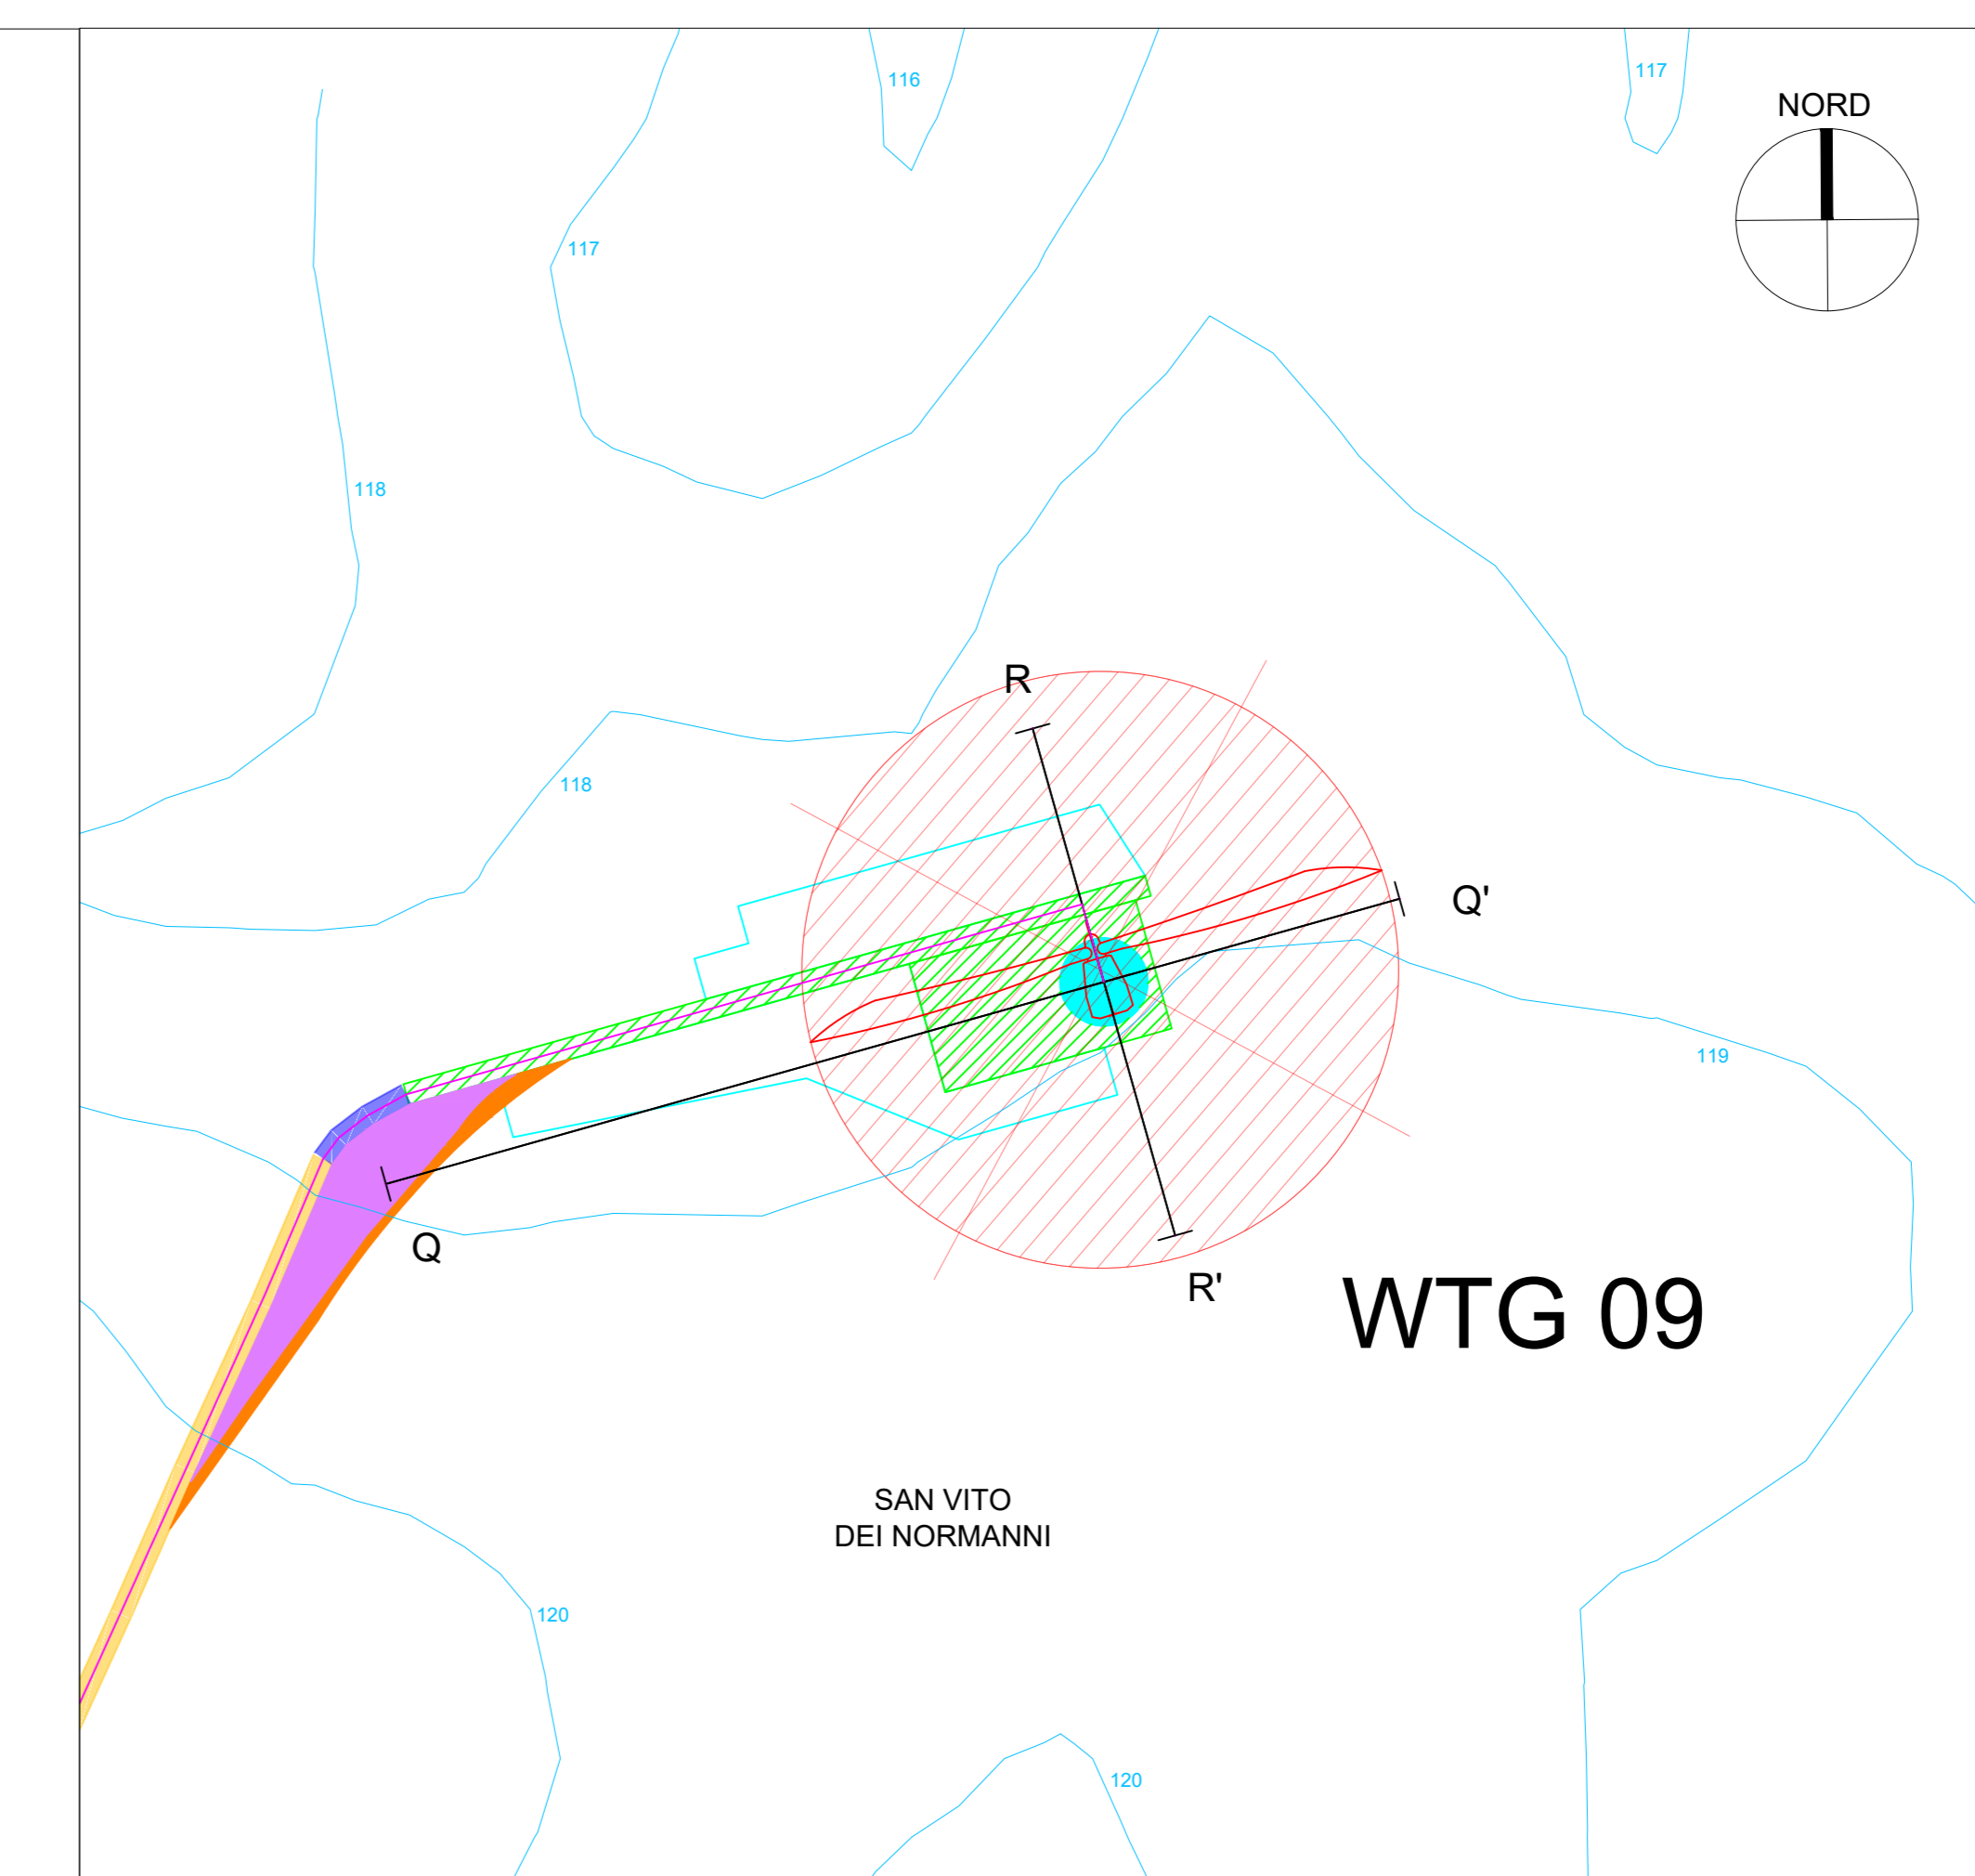 116
117
NORD
117
118
R
118
Q'
119
Q
R'
WTG 09
SAN VITO
DEI NORMANNI
120
120